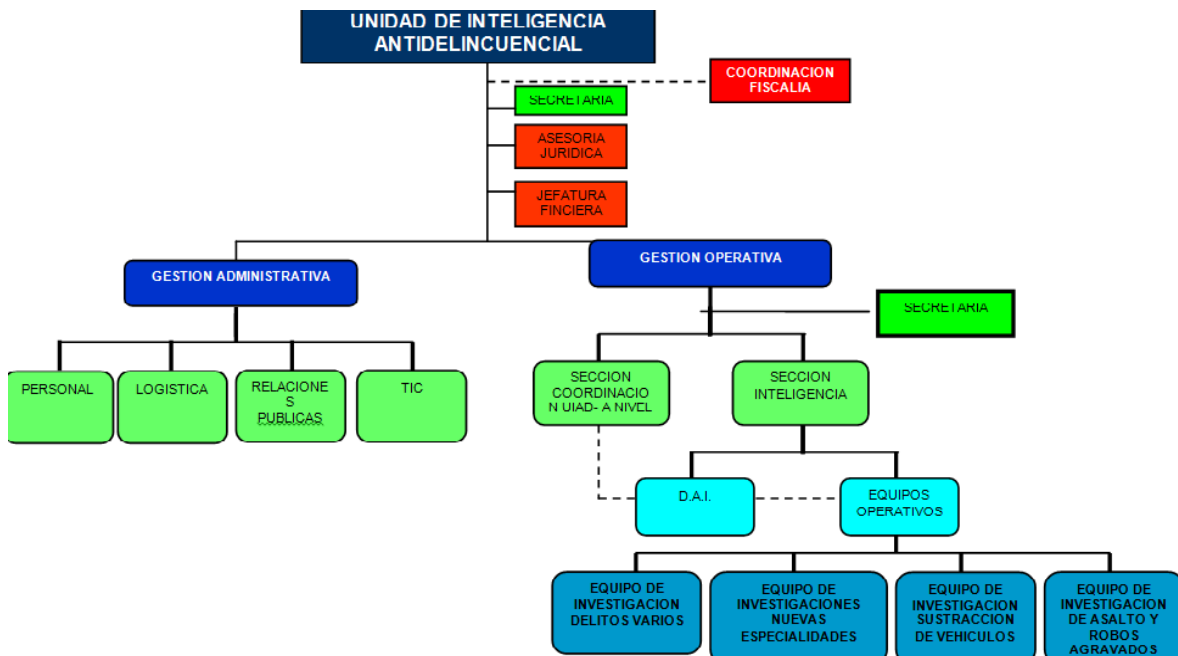 UNIDAD DE INTELIGENCIA
ANTIDELINCUENCIAL
COORDINACION
FISCALIA
SECRETARIA
ASESORIA
JURIDICA
JEFATURA
FINCIERA
GESTION ADMINISTRATIVA
GESTION OPERATIVA
SECRETARIA
PERSONAL
LOGISTICA
RELACIONE
S
PUBLICAS
TIC
SECCION
COORDINACIO
N UIAD- A NIVEL
SECCION
INTELIGENCIA
D.A.I.
EQUIPOS
OPERATIVOS
EQUIPO DE
INVESTIGACION
DELITOS VARIOS
EQUIPO DE
INVESTIGACIONES
NUEVAS
ESPECIALIDADES
EQUIPO DE
INVESTIGACION
SUSTRACCION
DE VEHICULOS
EQUIPO DE
INVESTIGACION
DE ASALTO Y
ROBOS
AGRAVADOS